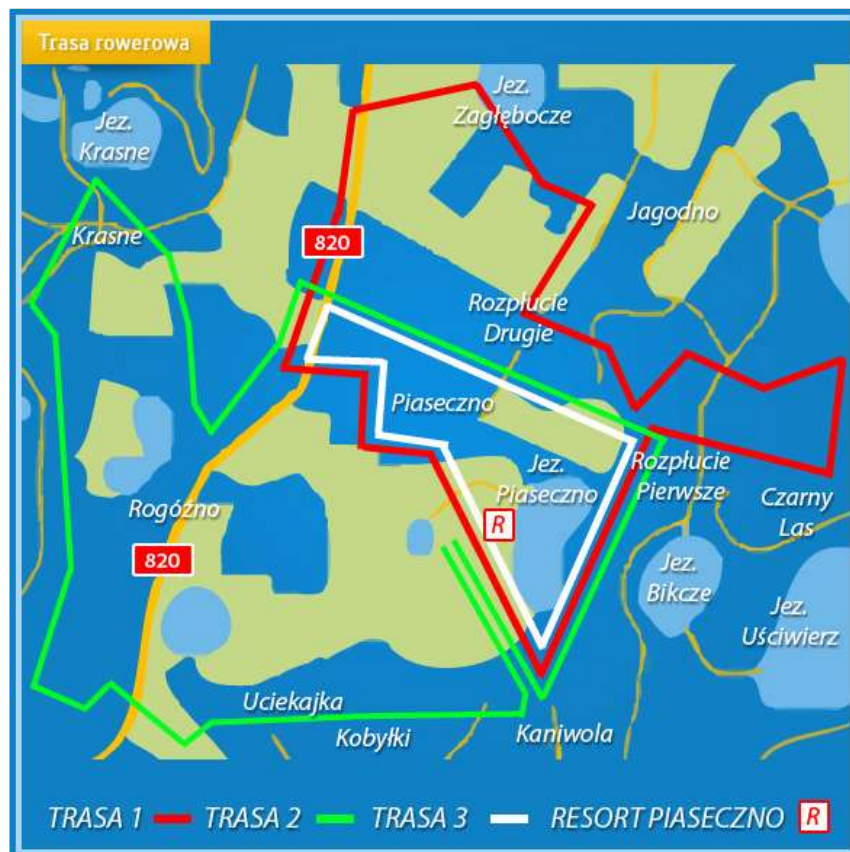 Trasa rowerowa
Jez.
Zagłębocze
Jez.
Krasne
Jagodno
Krasne
820
Rozpłucie
Drugie
Piaseczno
Jez.
Piaseczno
Rozpłucie
Pierwsze
Czarny
Las
Rogóźno
R
820
Jez.
Bikcze
Jez.
Uściwierz
Uciekajka
Kobyłki
Kaniwola
TRASA 1 TRASA 2 TRASA 3 RESORT PIASECZNO R